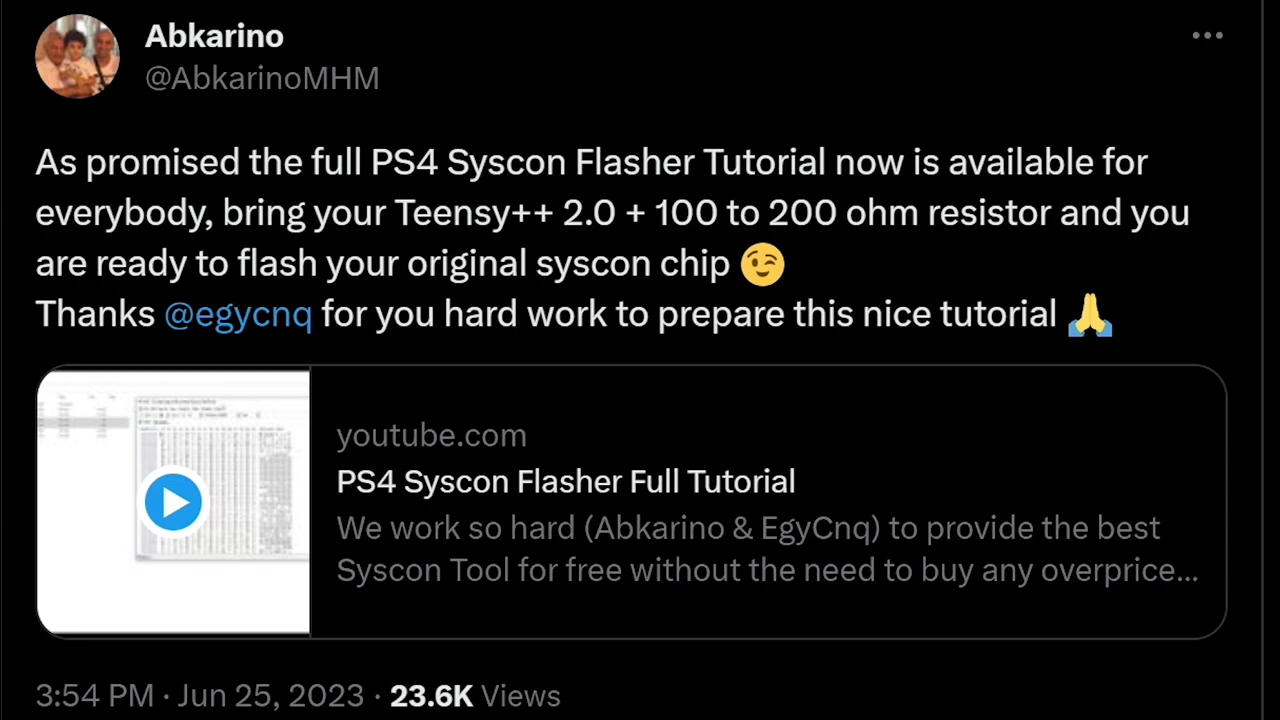 Abkarino
@AbkarinoMHM
As promised the full PS4 Syscon Flasher Tutorial now is available for
everybody, bring your Teensy++ 2.0 + 100 to 200 ohm resistor and you
are ready to flash your original syscon chip 😉
Thanks @egycnq for you hard work to prepare this nice tutorial 🙏
youtube.com
PS4 Syscon Flasher Full Tutorial
We work so hard (Abkarino & EgyCnq) to provide the best
Syscon Tool for free without the need to buy any overprice...
3:54 PM · Jun 25, 2023 · 23.6K Views